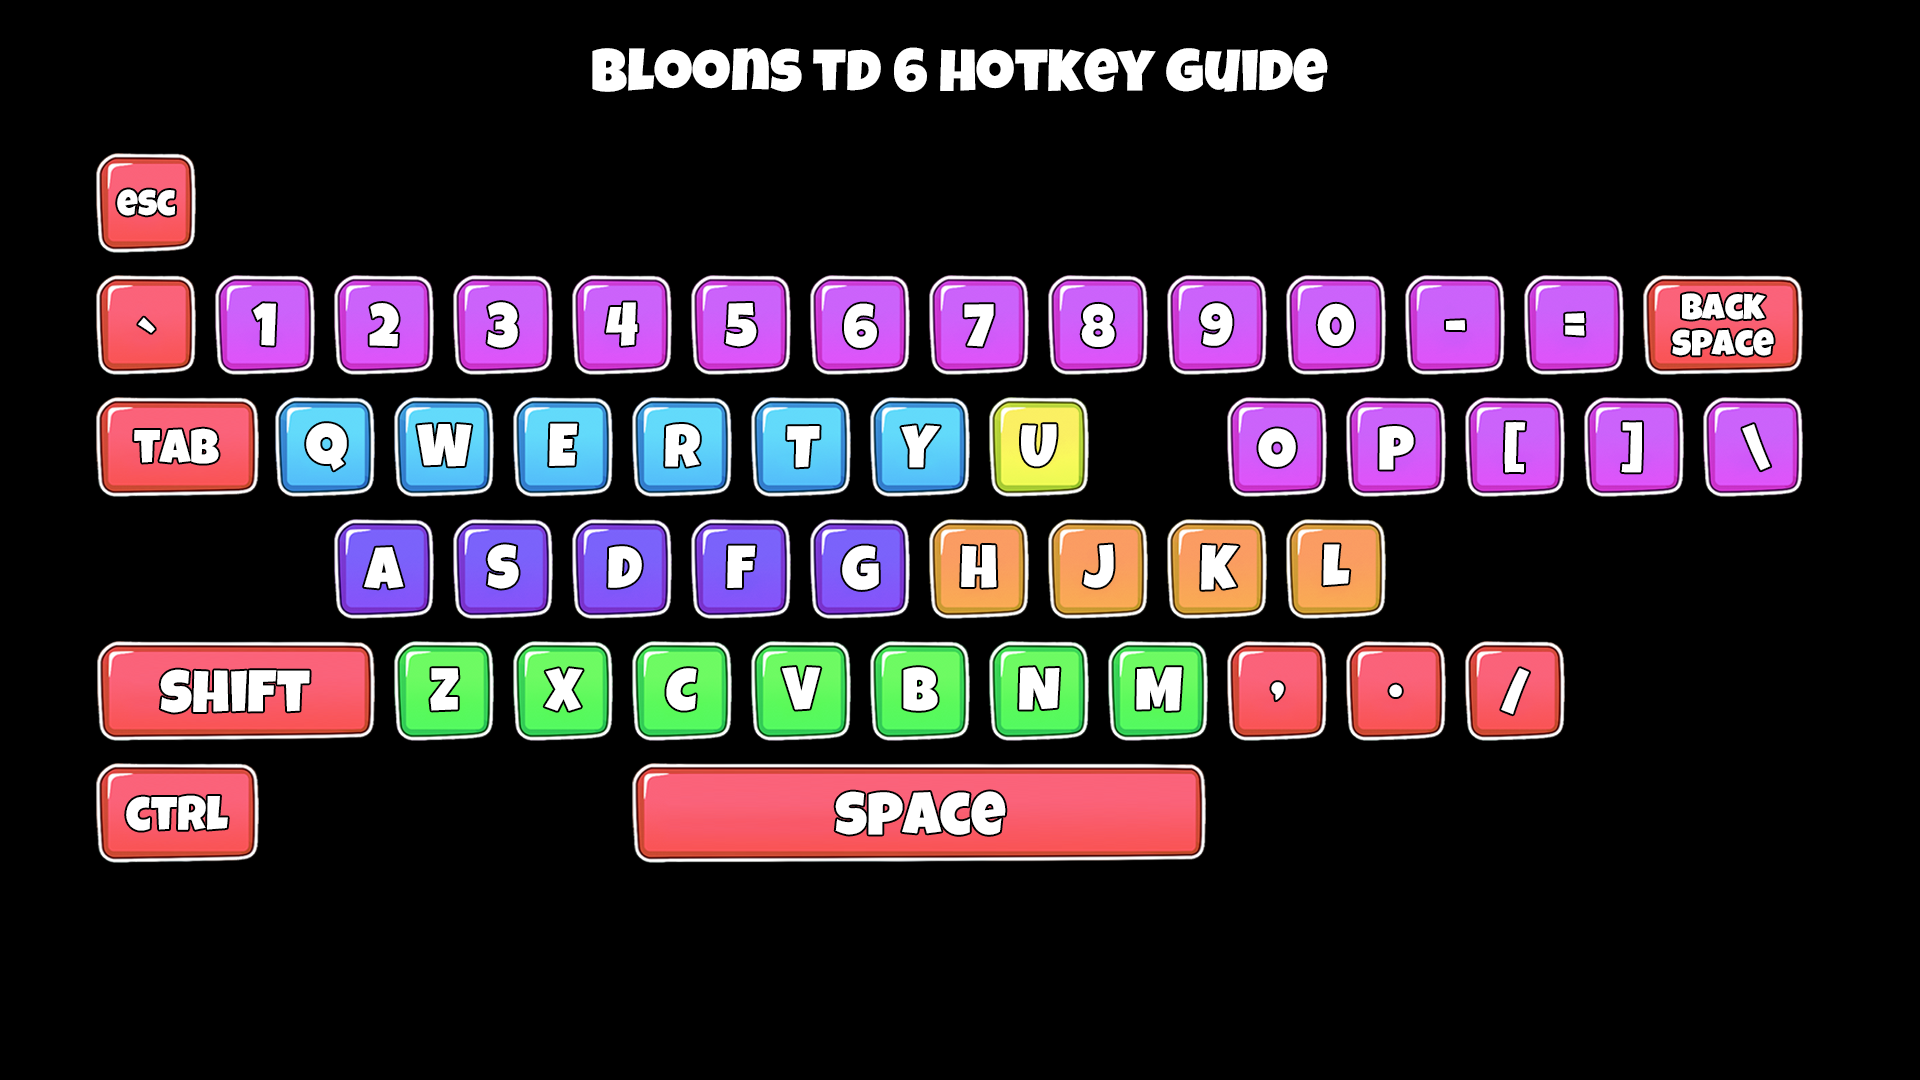 Bloons TD 6 Hotkey Guide
esc
` 1 2 3 4 5 6 7 8 9 0 - = BACK SPACE
TAB Q W E R T Y U O P [ ] \
A S D F G H J K L
SHIFT Z X C V B N M , . /
CTRL SPACE